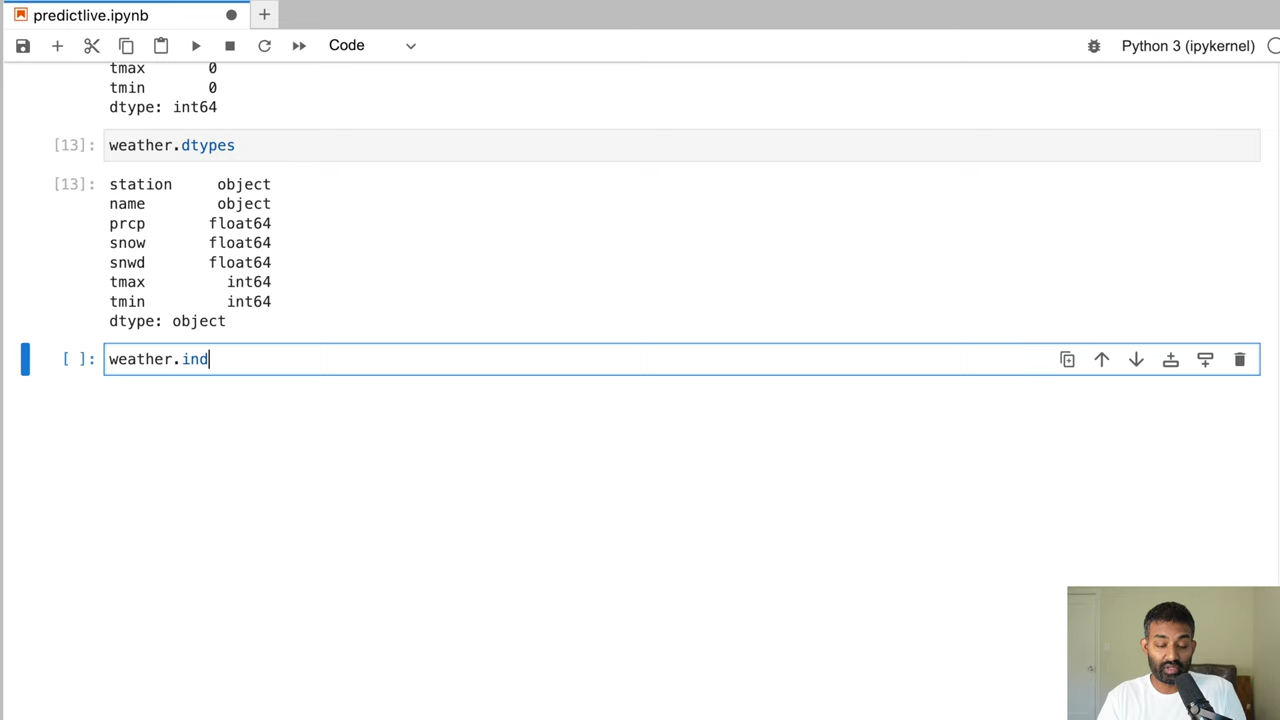 predictlive.ipynb
Code
Python 3 (ipykernel)
tmax 0
tmin 0
dtype: int64
[13]: weather.dtypes
[13]: station object
name object
prcp float64
snow float64
snwd float64
tmax int64
tmin int64
dtype: object
[ ]: weather.ind